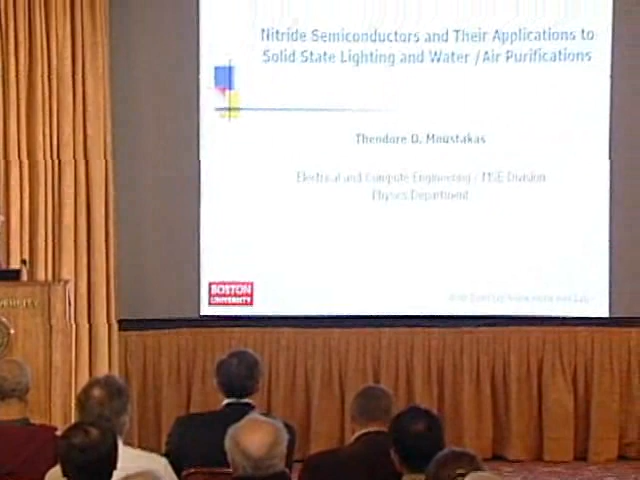 Nitride Semiconductors and Their Applications to
Solid State Lighting and Water /Air Purifications
Theodore D. Moustakas
Electrical and Compute Engineering / MSE Division
Physics Department
BOSTON
UNIVERSITY